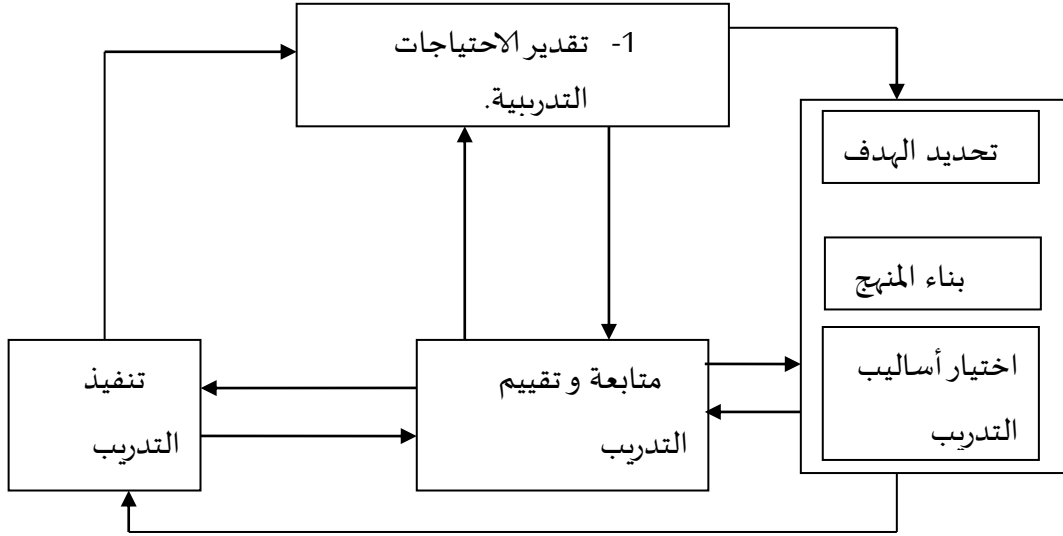 1- تقدير الاحتياجات
التدريبية.
تحديد الهدف
بناء المنهج
اختيار أساليب
التدريب
متابعة و تقييم
التدريب
تنفيذ
التدريب